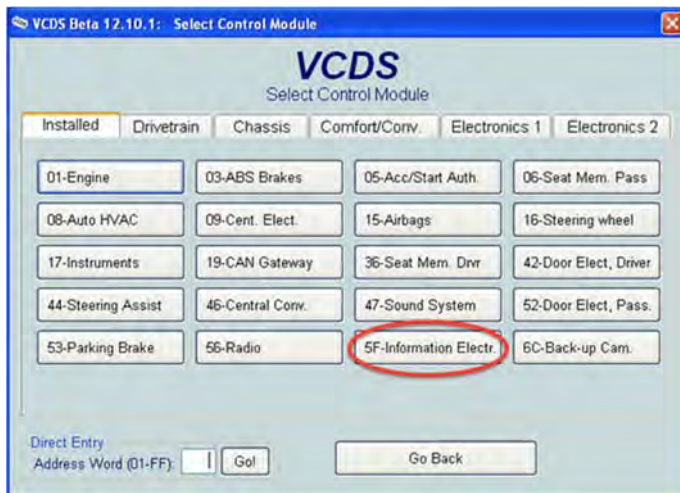 VCDS Beta 12.10.1: Select Control Module
VCDS
Select Control Module
Installed Drivetrain Chassis Comfort/Conv. Electronics 1 Electronics 2
01-Engine 03-ABS Brakes 05-Acc/Start Auth. 06-Seat Mem. Pass
08-Auto HVAC 09-Cent. Elect. 15-Airbags 16-Steering wheel
17-Instruments 19-CAN Gateway 36-Seat Mem. Drvr 42-Door Elect, Driver
44-Steering Assist 46-Central Conv. 47-Sound System 52-Door Elect, Pass.
53-Parking Brake 56-Radio 5F-Information Electr. 6C-Back-up Cam.
Direct Entry
Address Word (01-FF): Go! Go Back